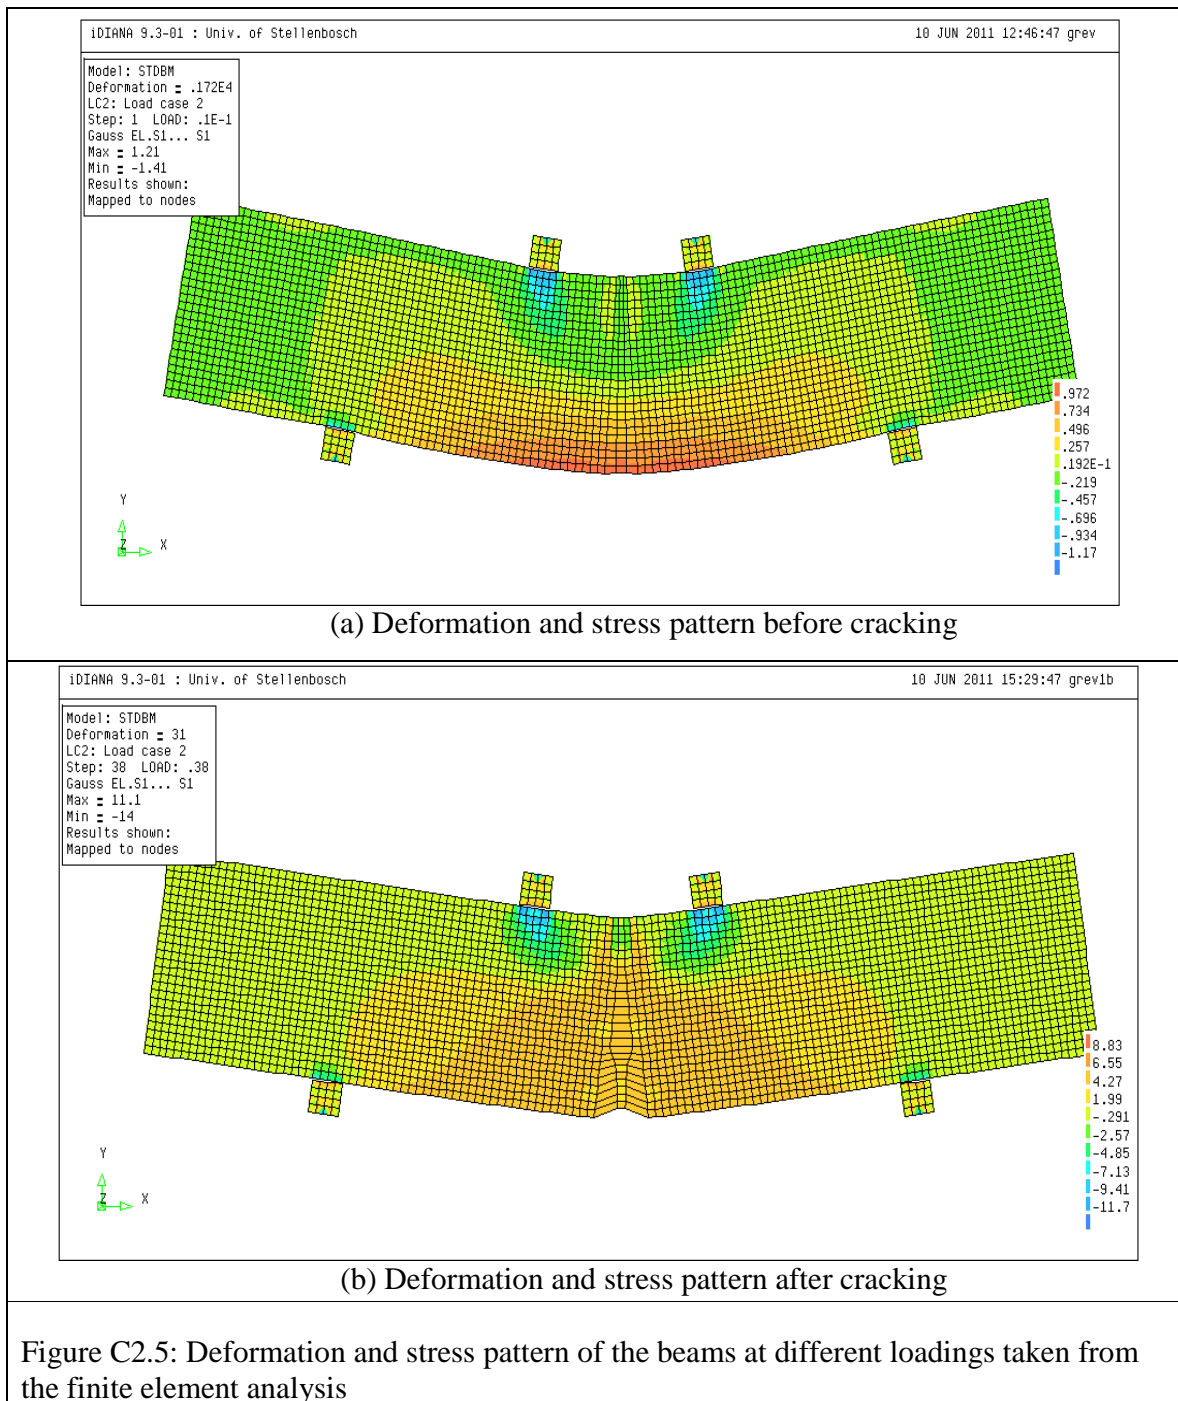 iDIANA 9.3-01 : Univ. of Stellenbosch 10 JUN 2011 12:46:47 grev
Model: STDBM
Deformation = .172E4
LC2: Load case 2
Step: 1 LOAD: .1E-1
Gauss EL.S1... S1
Max = 1.21
Min = -1.41
Results shown:
Mapped to nodes
.972
.734
.496
.257
.192E-1
-.219
-.457
-.696
-.934
-1.17
Y
Z X
(a) Deformation and stress pattern before cracking
iDIANA 9.3-01 : Univ. of Stellenbosch 10 JUN 2011 15:29:47 grev1b
Model: STDBM
Deformation = 31
LC2: Load case 2
Step: 38 LOAD: .38
Gauss EL.S1... S1
Max = 11.1
Min = -14
Results shown:
Mapped to nodes
8.83
6.55
4.27
1.99
-.291
-2.57
-4.85
-7.13
-9.41
-11.7
Y
Z X
(b) Deformation and stress pattern after cracking
Figure C2.5: Deformation and stress pattern of the beams at different loadings taken from
the finite element analysis